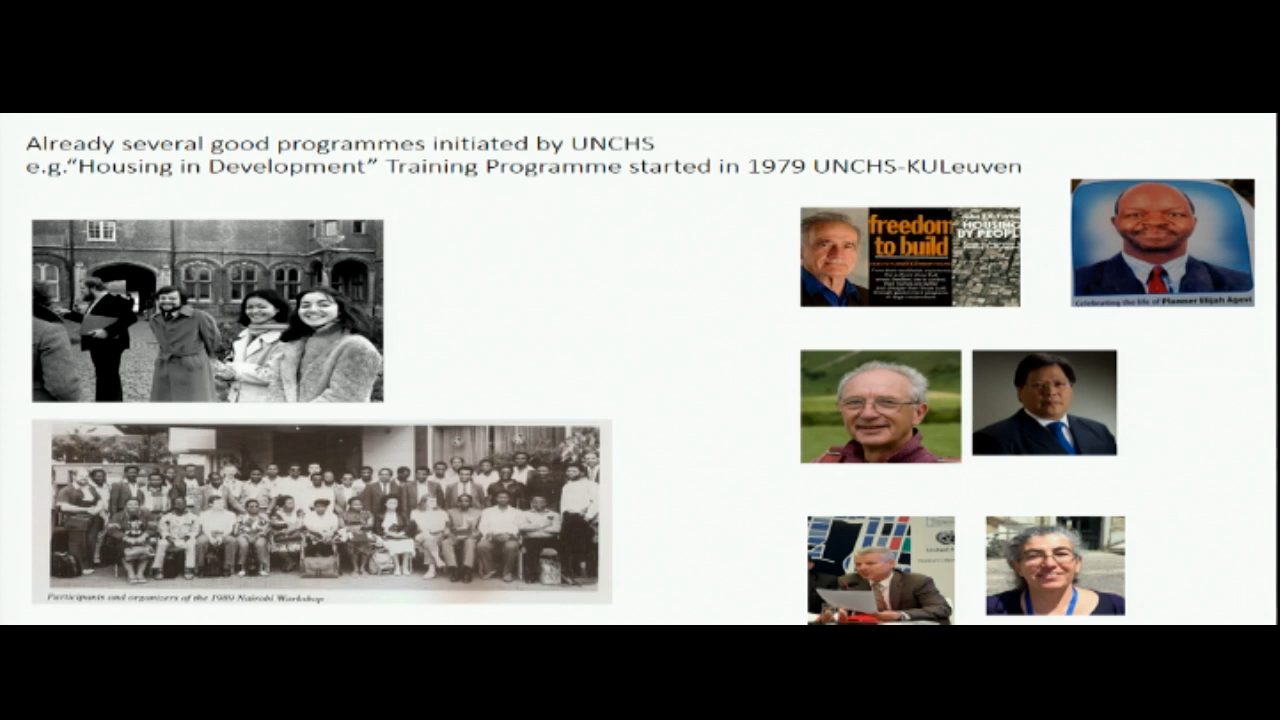 Already several good programmes initiated by UNCHS
e.g."Housing in Development" Training Programme started in 1979 UNCHS-KULeuven
freedom
to build
HOUSING
BY PEOPL
Celebrating the life of Planner Elijah Agevi
Participants and organizers of the 1989 Nairobi Workshop